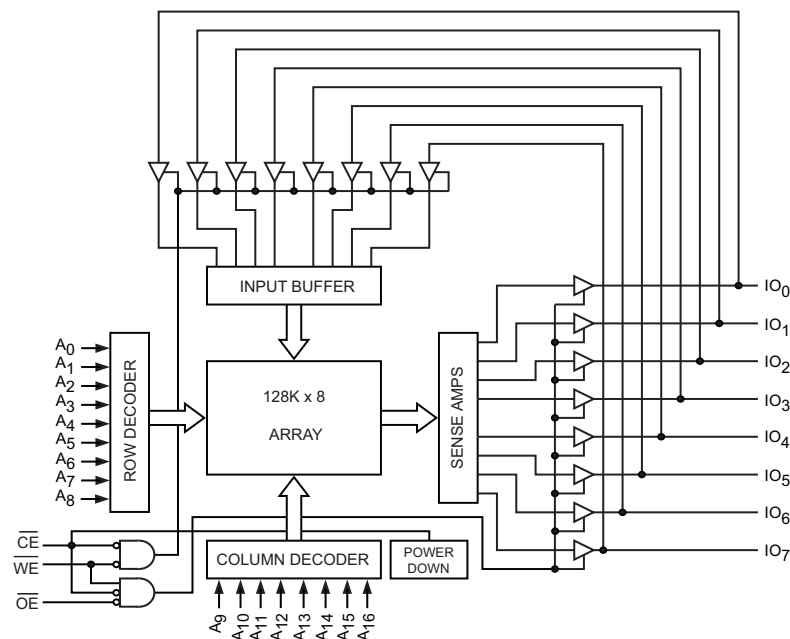 INPUT BUFFER
IO0
IO1
IO2
IO3
IO4
IO5
IO6
IO7
A0
A1
A2
A3
A4
A5
A6
A7
A8
ROW DECODER
128K x 8
ARRAY
SENSE AMPS
CE
WE
OE
COLUMN DECODER
POWER
DOWN
A9
A10
A11
A12
A13
A14
A15
A16